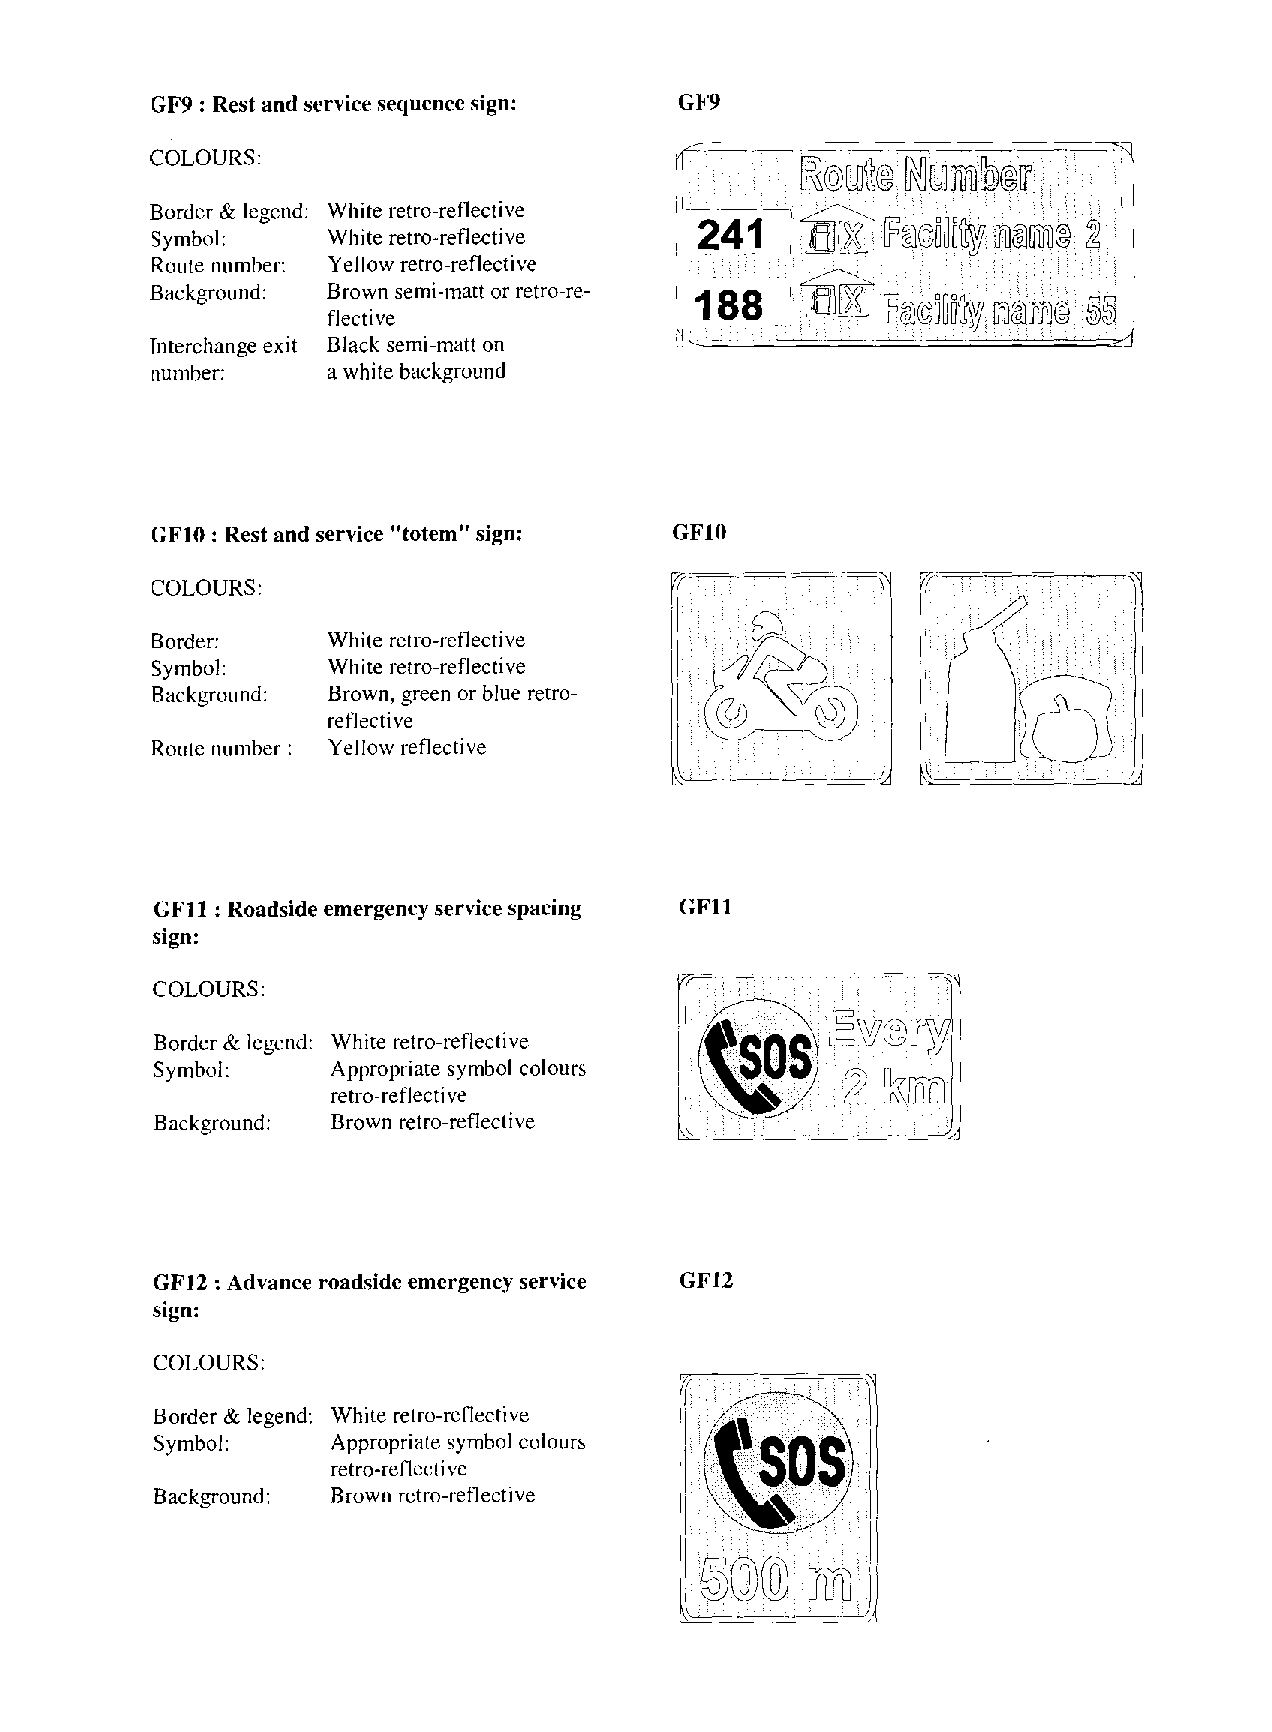 GF9 : Rest and service sequence sign:
GF9
COLOURS:
Border & legend: White retro-reflective
Symbol: White retro-reflective
Route number: Yellow retro-reflective
Background: Brown semi-matt or retro-re-
flective
Interchange exit Black semi-matt on
number: a white background
Route Number
241 Facility name 2
188 Facility name 55
GF10 : Rest and service "totem" sign:
GF10
COLOURS:
Border: White retro-reflective
Symbol: White retro-reflective
Background: Brown, green or blue retro-
reflective
Route number : Yellow reflective
GF11 : Roadside emergency service spacing
sign:
GF11
COLOURS:
Border & legend: White retro-reflective
Symbol: Appropriate symbol colours
retro-reflective
Background: Brown retro-reflective
SOS
Every
2 km
GF12 : Advance roadside emergency service
sign:
GF12
COLOURS:
Border & legend: White retro-reflective
Symbol: Appropriate symbol colours
retro-reflective
Background: Brown retro-reflective
SOS
500 m